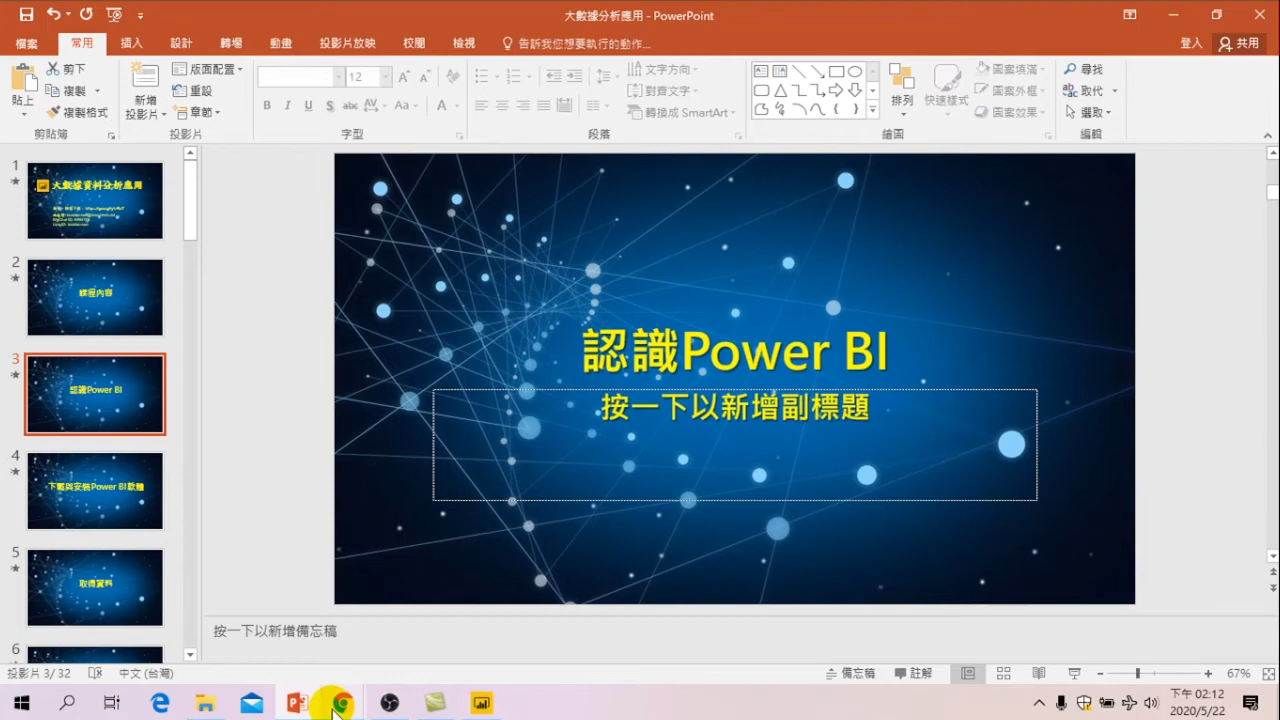 大數據分析應用 - PowerPoint
檔案 常用 插入 設計 轉場 動畫 投影片放映 校閱 檢視 告訴我您想要執行的動作... 登入 共用
剪下
複製
複製格式
貼上
剪貼簿
新增
投影片
版面配置
重設
章節
投影片
12
字型
文字方向
對齊文字
轉換成 SmartArt
段落
排列
快速樣式
圖案填滿
圖案外框
圖案效果
繪圖
尋找
取代
選取
編輯
1
大數據資料分析應用
2
課程內容
3
認識Power BI
4
下載與安裝Power BI軟體
5
取得資料
6
認識Power BI
按一下以新增副標題
按一下以新增備忘稿
投影片 3/32 中文(台灣) 備忘稿 註解 67%
下午 02:12
2020/5/22